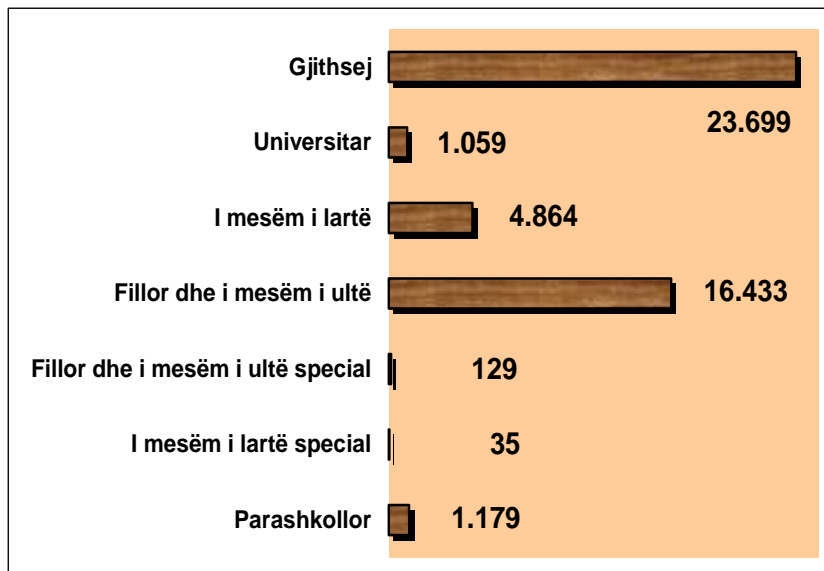 Gjithsej
23.699
Universitar 1.059
I mesëm i lartë 4.864
Fillor dhe i mesëm i ultë 16.433
Fillor dhe i mesëm i ultë special 129
I mesëm i lartë special 35
Parashkollor 1.179